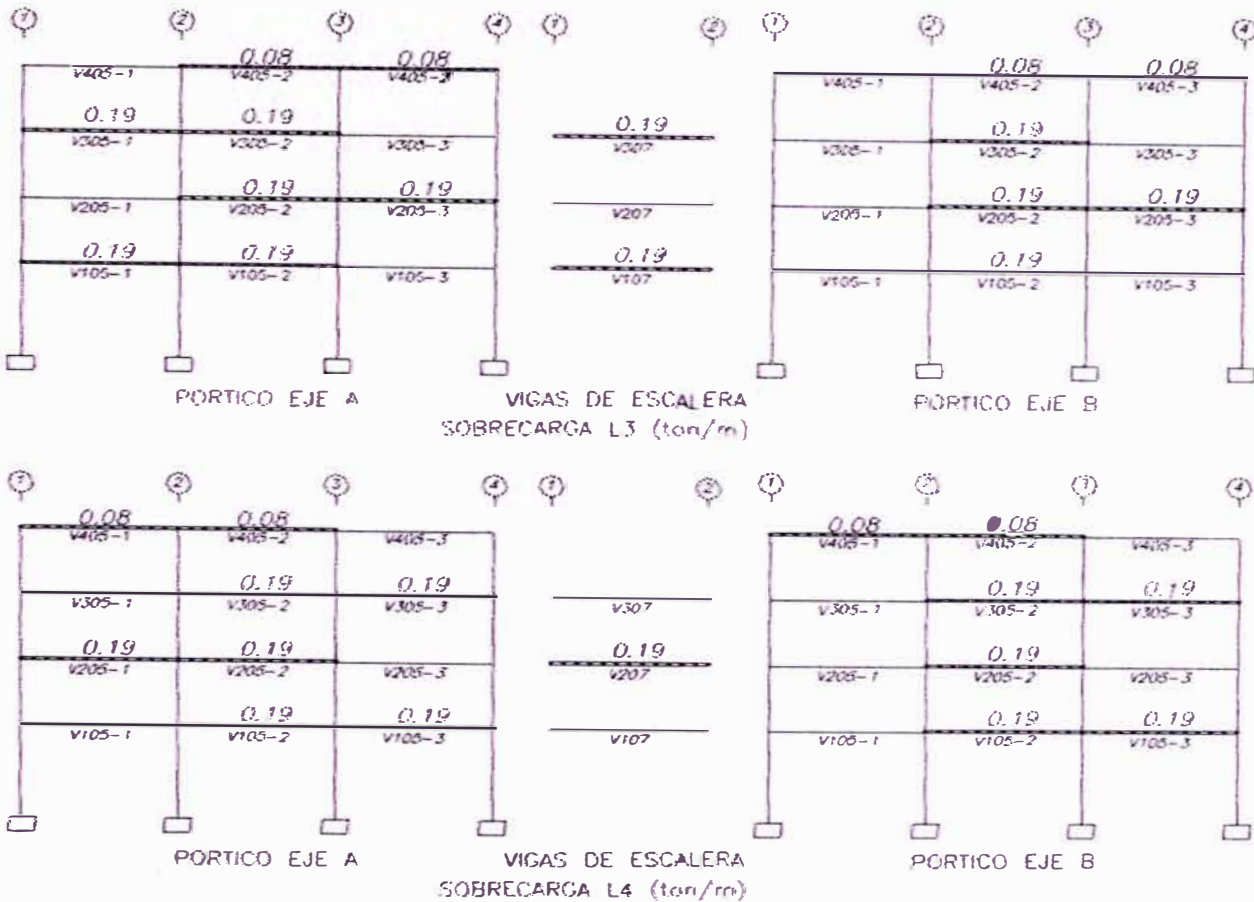 1 2 3 4 1 2 1 2 3 4
0.08 0.08 0.08 0.08
V405-1 V405-2 V405-3 V405-1 V405-2 V405-3
0.19 0.19 0.19 0.19
V305-1 V305-2 V305-3 V307 V305-1 V305-2 V305-3
0.19 0.19 0.19 0.19
V205-1 V205-2 V205-3 V207 V205-1 V205-2 V205-3
0.19 0.19 0.19 0.19
V105-1 V105-2 V105-3 V107 V105-1 V105-2 V105-3
PORTICO EJE A VIGAS DE ESCALERA PORTICO EJE B
SOBRECARGA L3 (ton/m)
1 2 3 4 1 2 1 2 3 4
0.08 0.08 0.08 0.08
V405-1 V405-2 V405-3 V405-1 V405-2 V405-3
0.19 0.19 0.19 0.19
V305-1 V305-2 V305-3 V307 V305-1 V305-2 V305-3
0.19 0.19 0.19 0.19
V205-1 V205-2 V205-3 V207 V205-1 V205-2 V205-3
0.19 0.19 0.19 0.19
V105-1 V105-2 V105-3 V107 V105-1 V105-2 V105-3
PORTICO EJE A VIGAS DE ESCALERA PORTICO EJE B
SOBRECARGA L4 (ton/m)